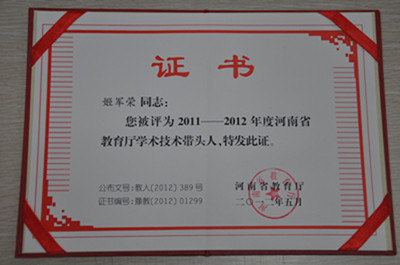 证书
姬军荣 同志：
您被评为2011——2012年度河南省
教育厅学术技术带头人,特发此证。
公布文号:教人(2012) 389 号
证书编号:豫教(2012) 01299
河南省教育厅
二〇一二年五月